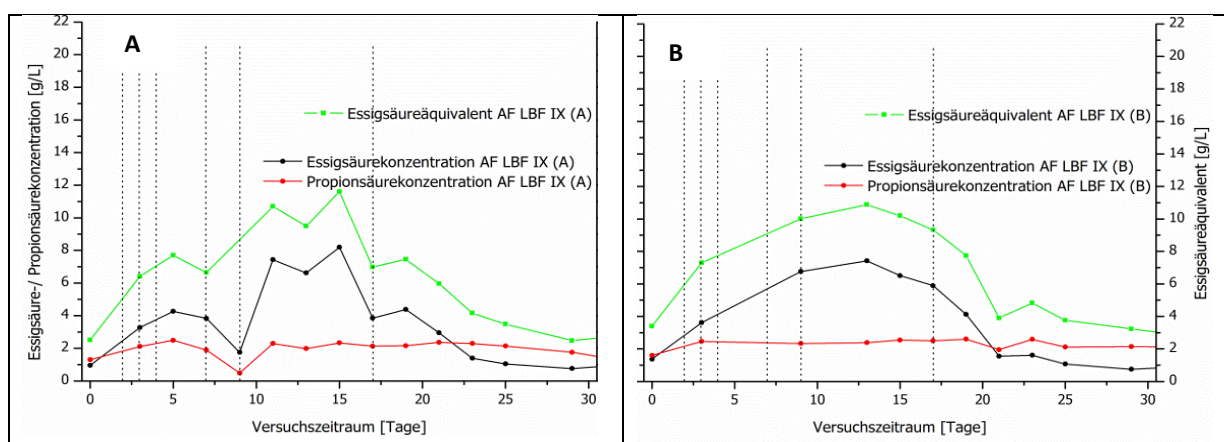 A
Essigsäure-/ Propionsäurekonzentration [g/L]
22
20
18
16
14
12
10
8
6
4
2
0
Essigsäureäquivalent AF LBF IX (A)
Essigsäurekonzentration AF LBF IX (A)
Propionsäurekonzentration AF LBF IX (A)
0 5 10 15 20 25 30
Versuchszeitraum [Tage]
B
Essigsäureäquivalent AF LBF IX (B)
Essigsäurekonzentration AF LBF IX (B)
Propionsäurekonzentration AF LBF IX (B)
22
20
18
16
14
12
10
8
6
4
2
0
Essigsäureäquivalent [g/L]
0 5 10 15 20 25 30
Versuchszeitraum [Tage]